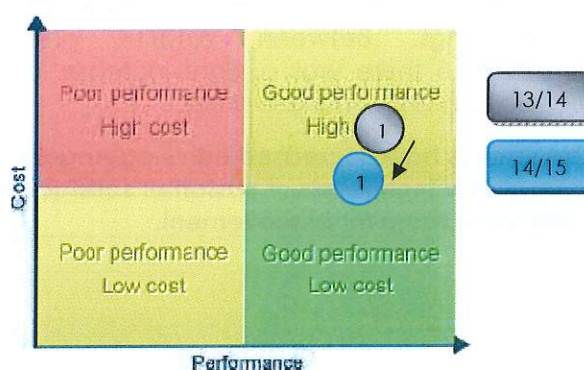 Poor performance
High cost
Good performance
High
1
13/14
1
14/15
Cost
Poor performance
Low cost
Good performance
Low cost
Performance